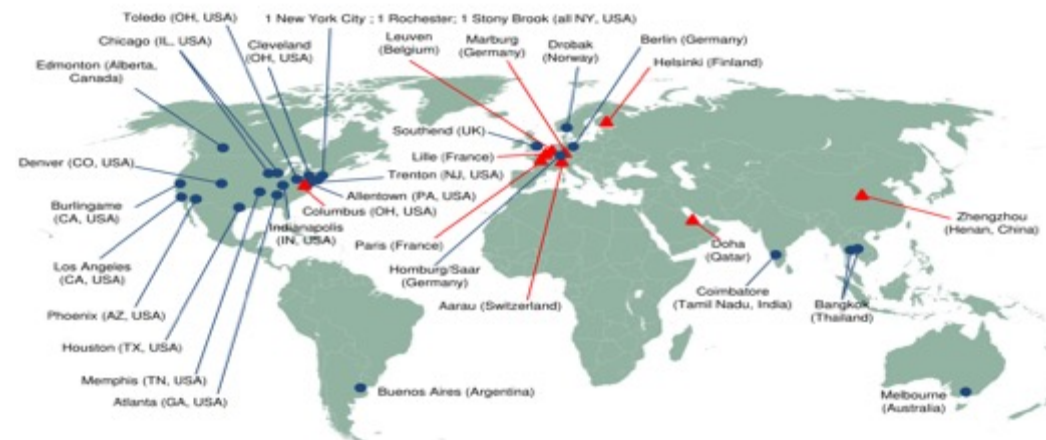 Toledo (OH, USA)
1 New York City ; 1 Rochester; 1 Stony Brook (all NY, USA)
Chicago (IL, USA)
Cleveland
(OH, USA)
Leuven
(Belgium)
Marburg
(Germany)
Drobak
(Norway)
Berlin (Germany)
Edmonton (Alberta,
Canada)
Helsinki (Finland)
Southend (UK)
Denver (CO, USA)
Lille (France)
Trenton (NJ, USA)
Allentown (PA, USA)
Burlingame
(CA, USA)
Columbus (OH, USA)
Indianapolis
(IN, USA)
Zhengzhou
(Henan, China)
Paris (France)
Doha
(Qatar)
Los Angeles
(CA, USA)
Homburg/Saar
(Germany)
Coimbatore
(Tamil Nadu, India)
Aarau (Switzerland)
Bangkok
(Thailand)
Phoenix (AZ, USA)
Houston (TX, USA)
Memphis (TN, USA)
Buenos Aires (Argentina)
Melbourne
(Australia)
Atlanta (GA, USA)